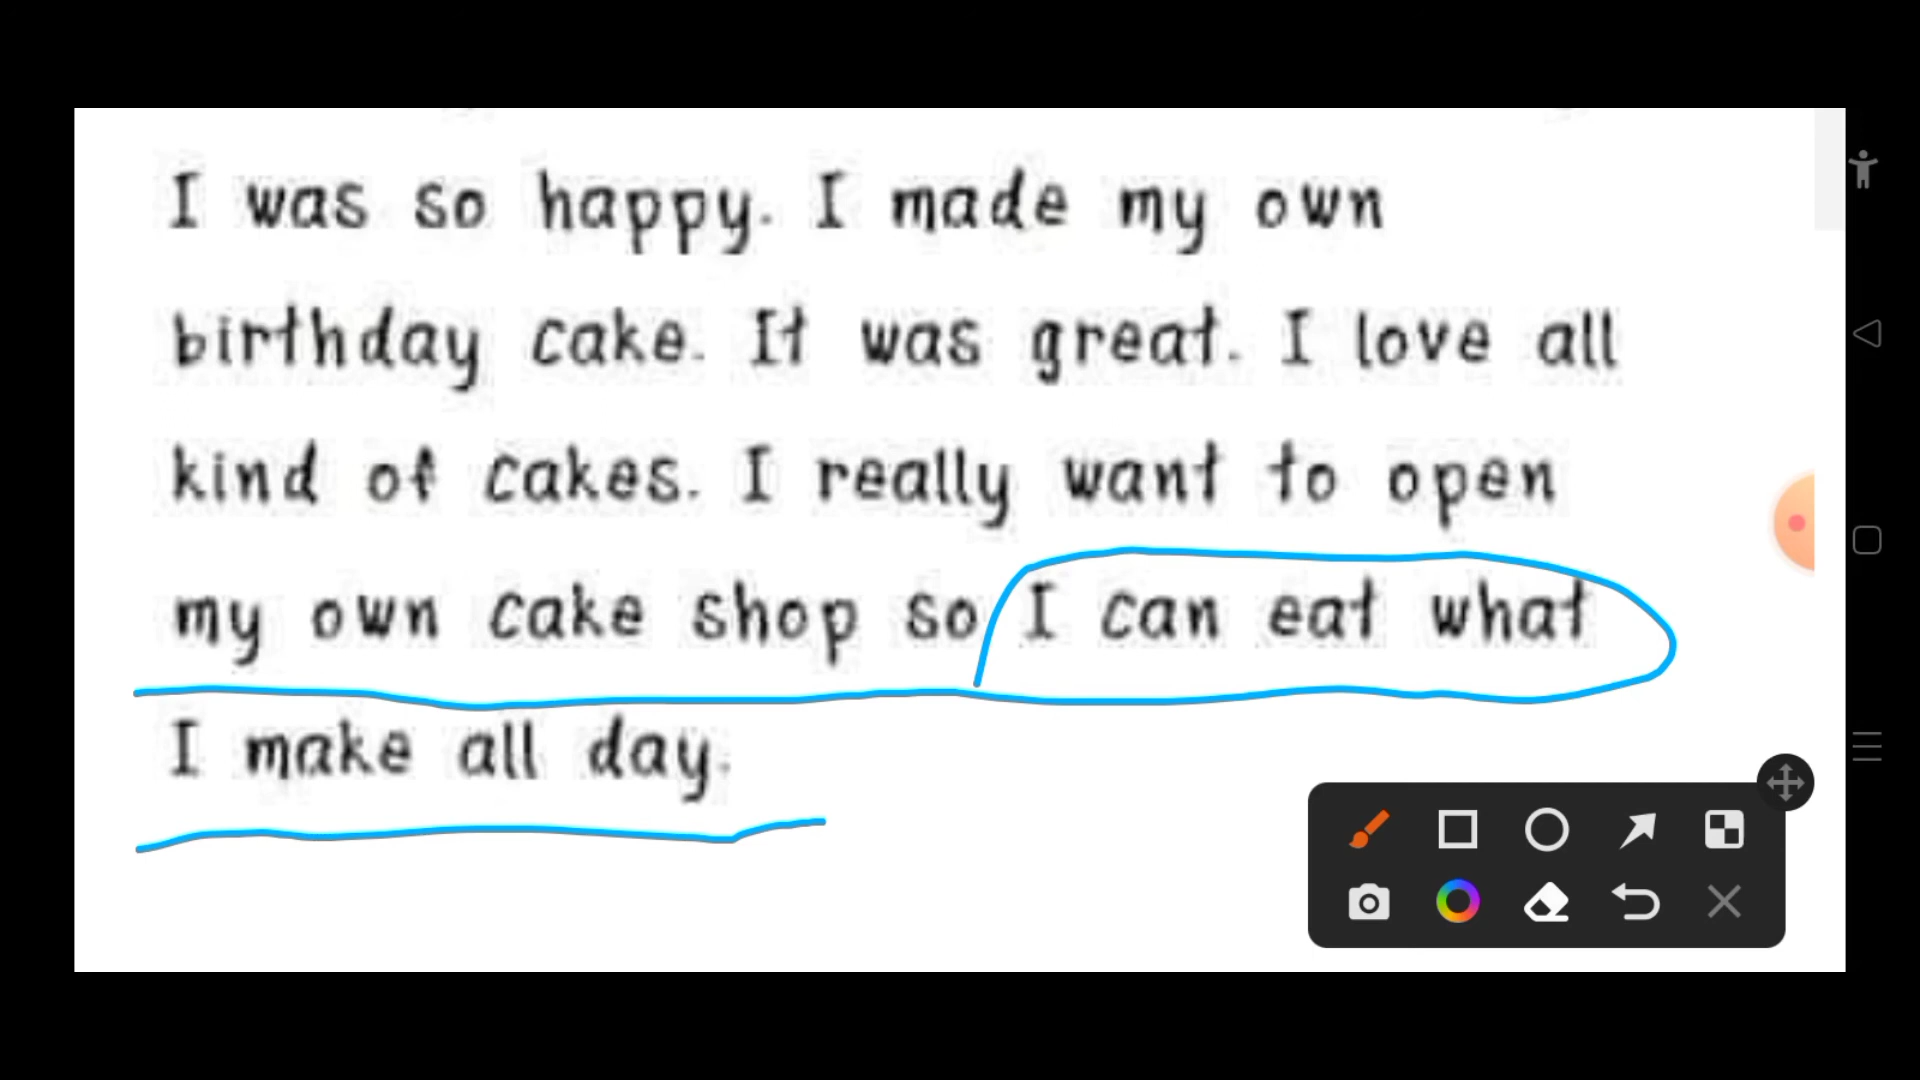 I was so happy. I made my own
birthday cake. It was great. I love all
kind of cakes. I really want to open
my own cake shop so I can eat what
I make all day.